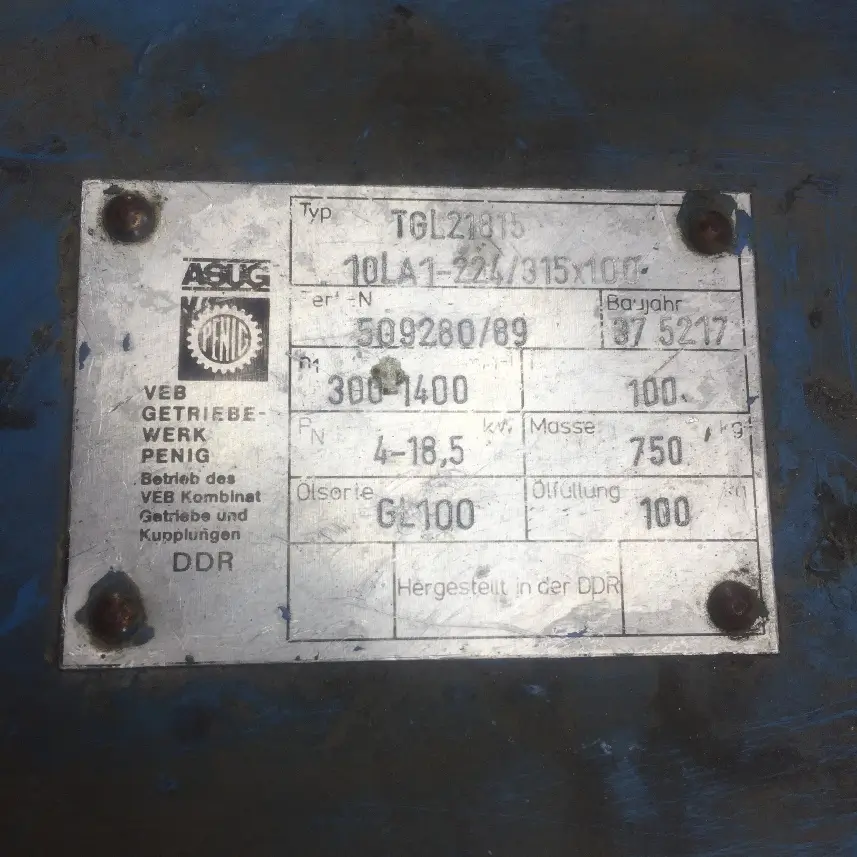 ASUG
PENIG
VEB
GETRIEBE-
WERK
PENIG
Betrieb des
VEB Kombinat
Getriebe und
Kupplungen
DDR
Typ TGL21815
10LA1-224/315x100
509280/89
Baujahr
37 5217
n1
300-1400
100
PN kW
4-18,5
Masse kg
750
Ölsorte
GL100
Ölfüllung
100
Hergestellt in der DDR